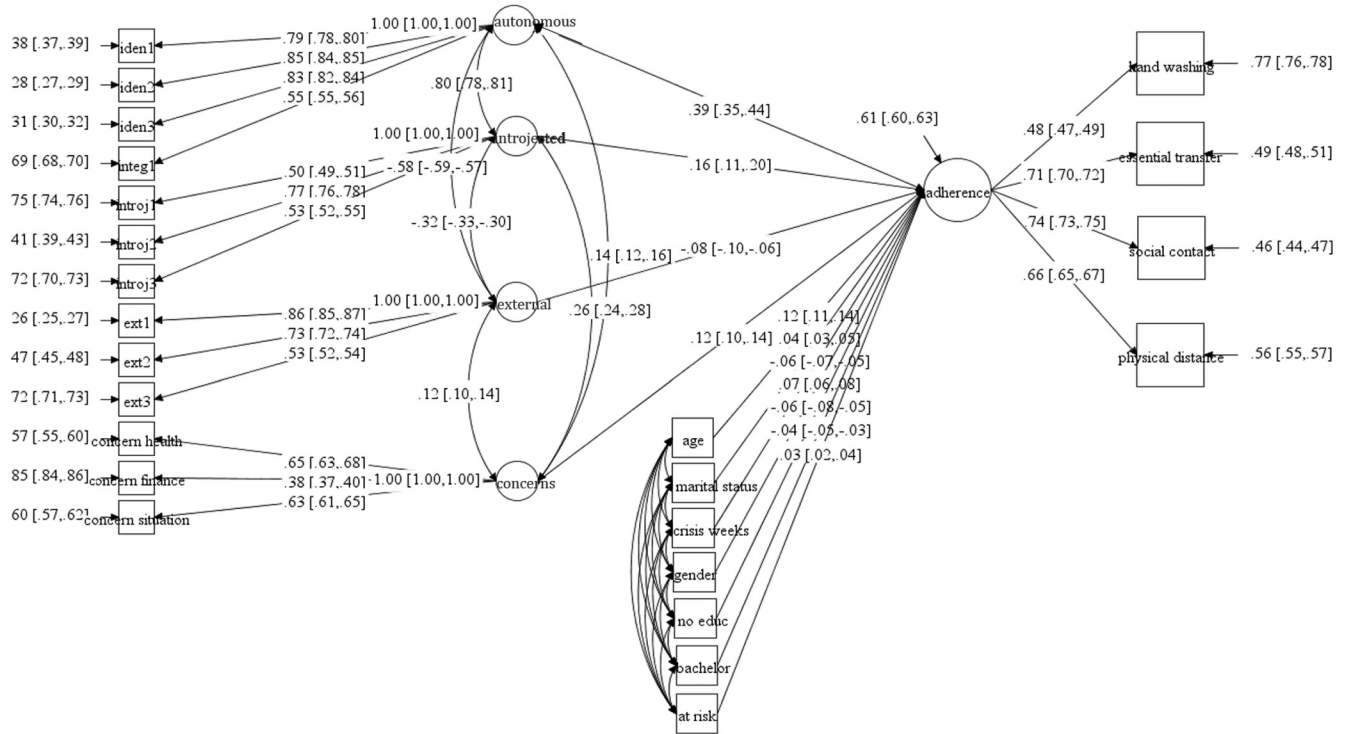 1.00 [1.00,1.00]
autonomous
38 [.37,.39]
iden1
.79 [.78,.80]
28 [.27,.29]
iden2
.85 [.84,.85]
31 [.30,.32]
iden3
.83 [.82,.84]
69 [.68,.70]
integ1
.55 [.55,.56]
.80 [.78,.81]
1.00 [1.00,1.00]
introjected
75 [.74,.76]
introj1
.50 [.49,.51]
41 [.39,.43]
introj2
.77 [.76,.78]
72 [.70,.73]
introj3
.53 [.52,.55]
-.58 [-.59,-.57]
-.32 [-.33,-.30]
1.00 [1.00,1.00]
external
26 [.25,.27]
ext1
.86 [.85,.87]
47 [.45,.48]
ext2
.73 [.72,.74]
72 [.71,.73]
ext3
.53 [.52,.54]
.14 [.12,.16]
.26 [.24,.28]
.12 [.10,.14]
1.00 [1.00,1.00]
concerns
57 [.55,.60]
concern health
.65 [.63,.68]
85 [.84,.86]
concern finance
.38 [.37,.40]
60 [.57,.62]
concern situation
.63 [.61,.65]
.39 [.35,.44]
.16 [.11,.20]
-.08 [-.10,-.06]
.12 [.10,.14]
.12 [.11,.14]
.04 [.03,.05]
-.06 [-.07,-.05]
.07 [.06,.08]
-.06 [-.08,-.05]
-.04 [-.05,-.03]
.03 [.02,.04]
age
marital status
crisis weeks
gender
no educ
bachelor
at risk
.61 [.60,.63]
adherence
.48 [.47,.49]
hand washing
.77 [.76,.78]
.71 [.70,.72]
essential transfer
.49 [.48,.51]
.74 [.73,.75]
social contact
.46 [.44,.47]
.66 [.65,.67]
physical distance
.56 [.55,.57]